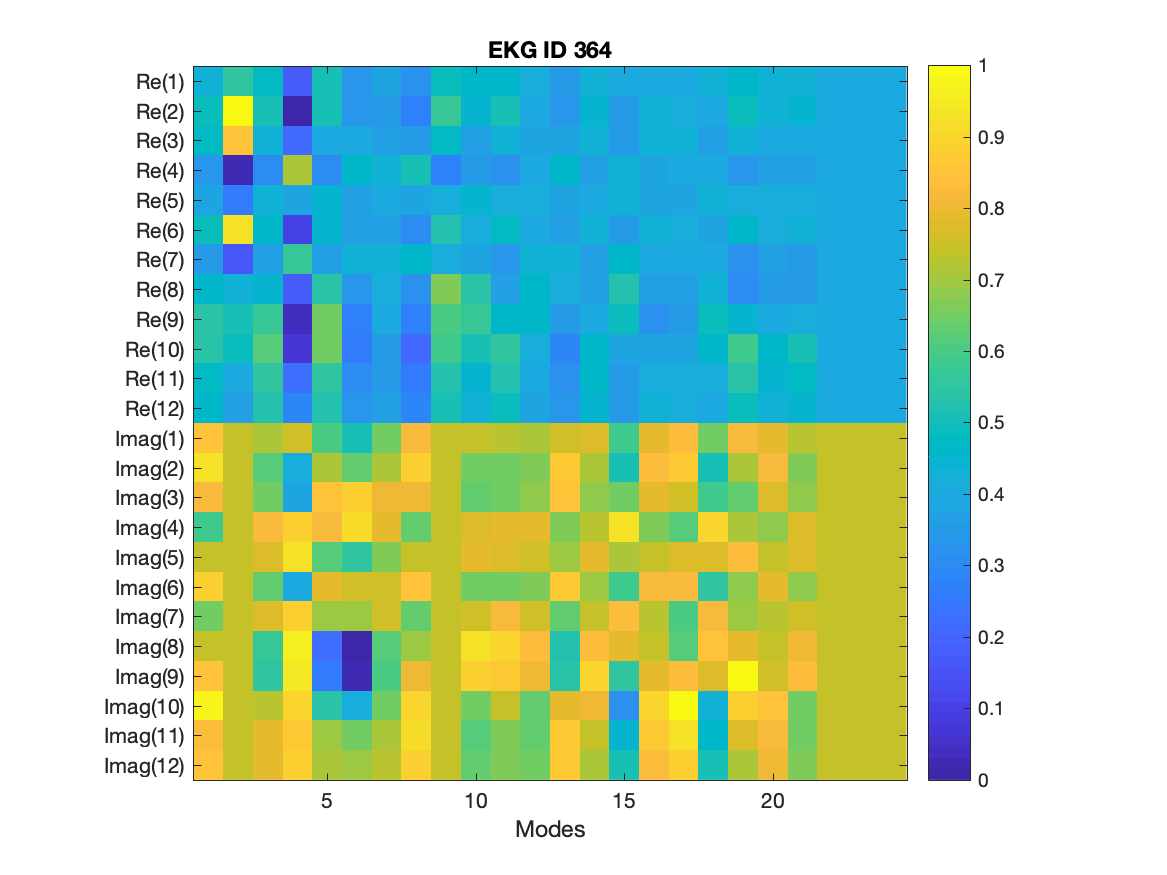 EKG ID 364
Re(1)
Re(2)
Re(3)
Re(4)
Re(5)
Re(6)
Re(7)
Re(8)
Re(9)
Re(10)
Re(11)
Re(12)
Imag(1)
Imag(2)
Imag(3)
Imag(4)
Imag(5)
Imag(6)
Imag(7)
Imag(8)
Imag(9)
Imag(10)
Imag(11)
Imag(12)
5 10 15 20
Modes
1
0.9
0.8
0.7
0.6
0.5
0.4
0.3
0.2
0.1
0